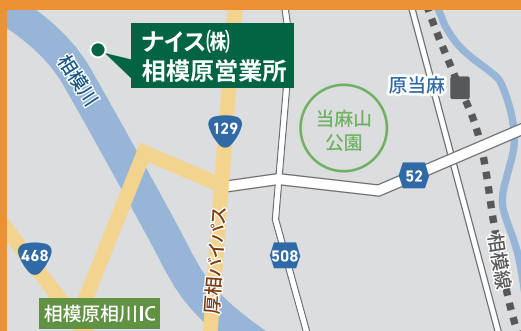 ナイス㈱
相模原営業所
相模川
原当麻
当麻山
公園
129
52
厚相バイパス
508
相模線
468
相模原相川IC